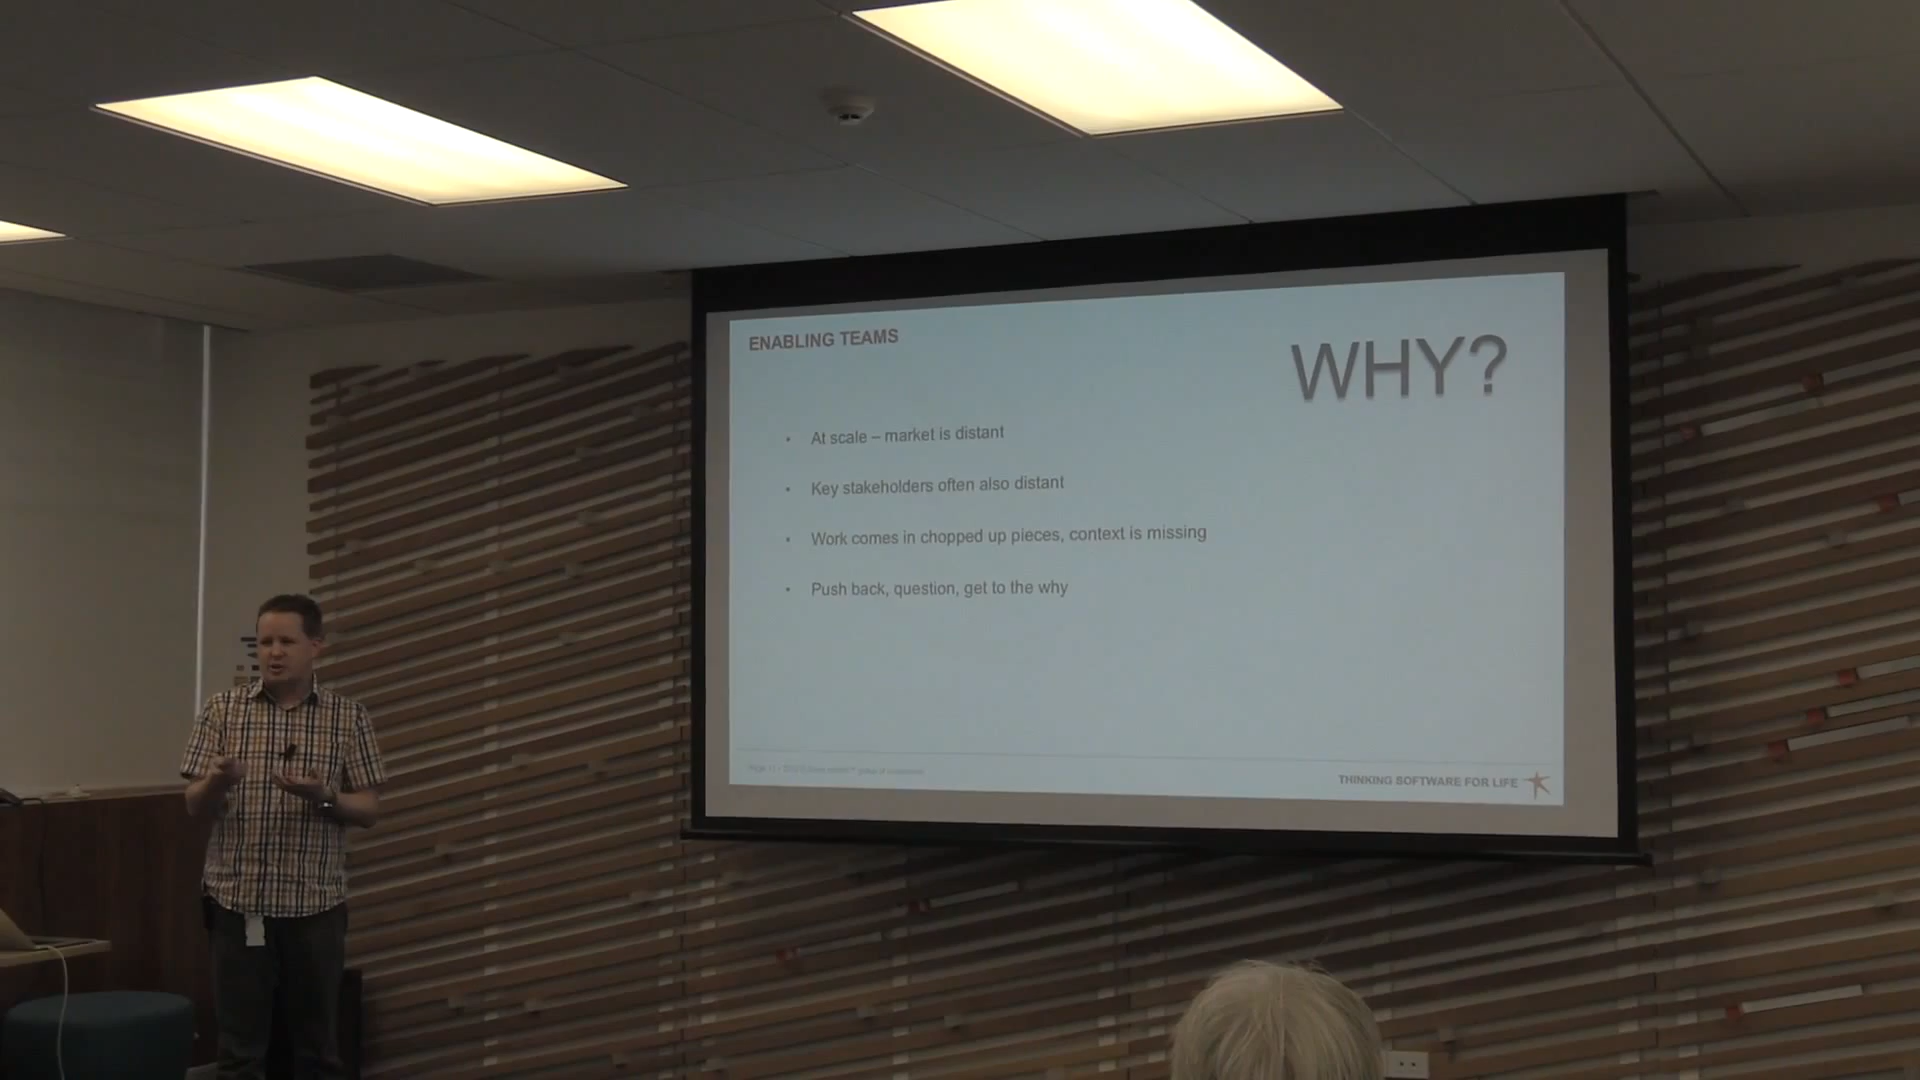 ENABLING TEAMS
WHY?
• At scale – market is distant
• Key stakeholders often also distant
• Work comes in chopped up pieces, context is missing
• Push back, question, get to the why
THINKING SOFTWARE FOR LIFE